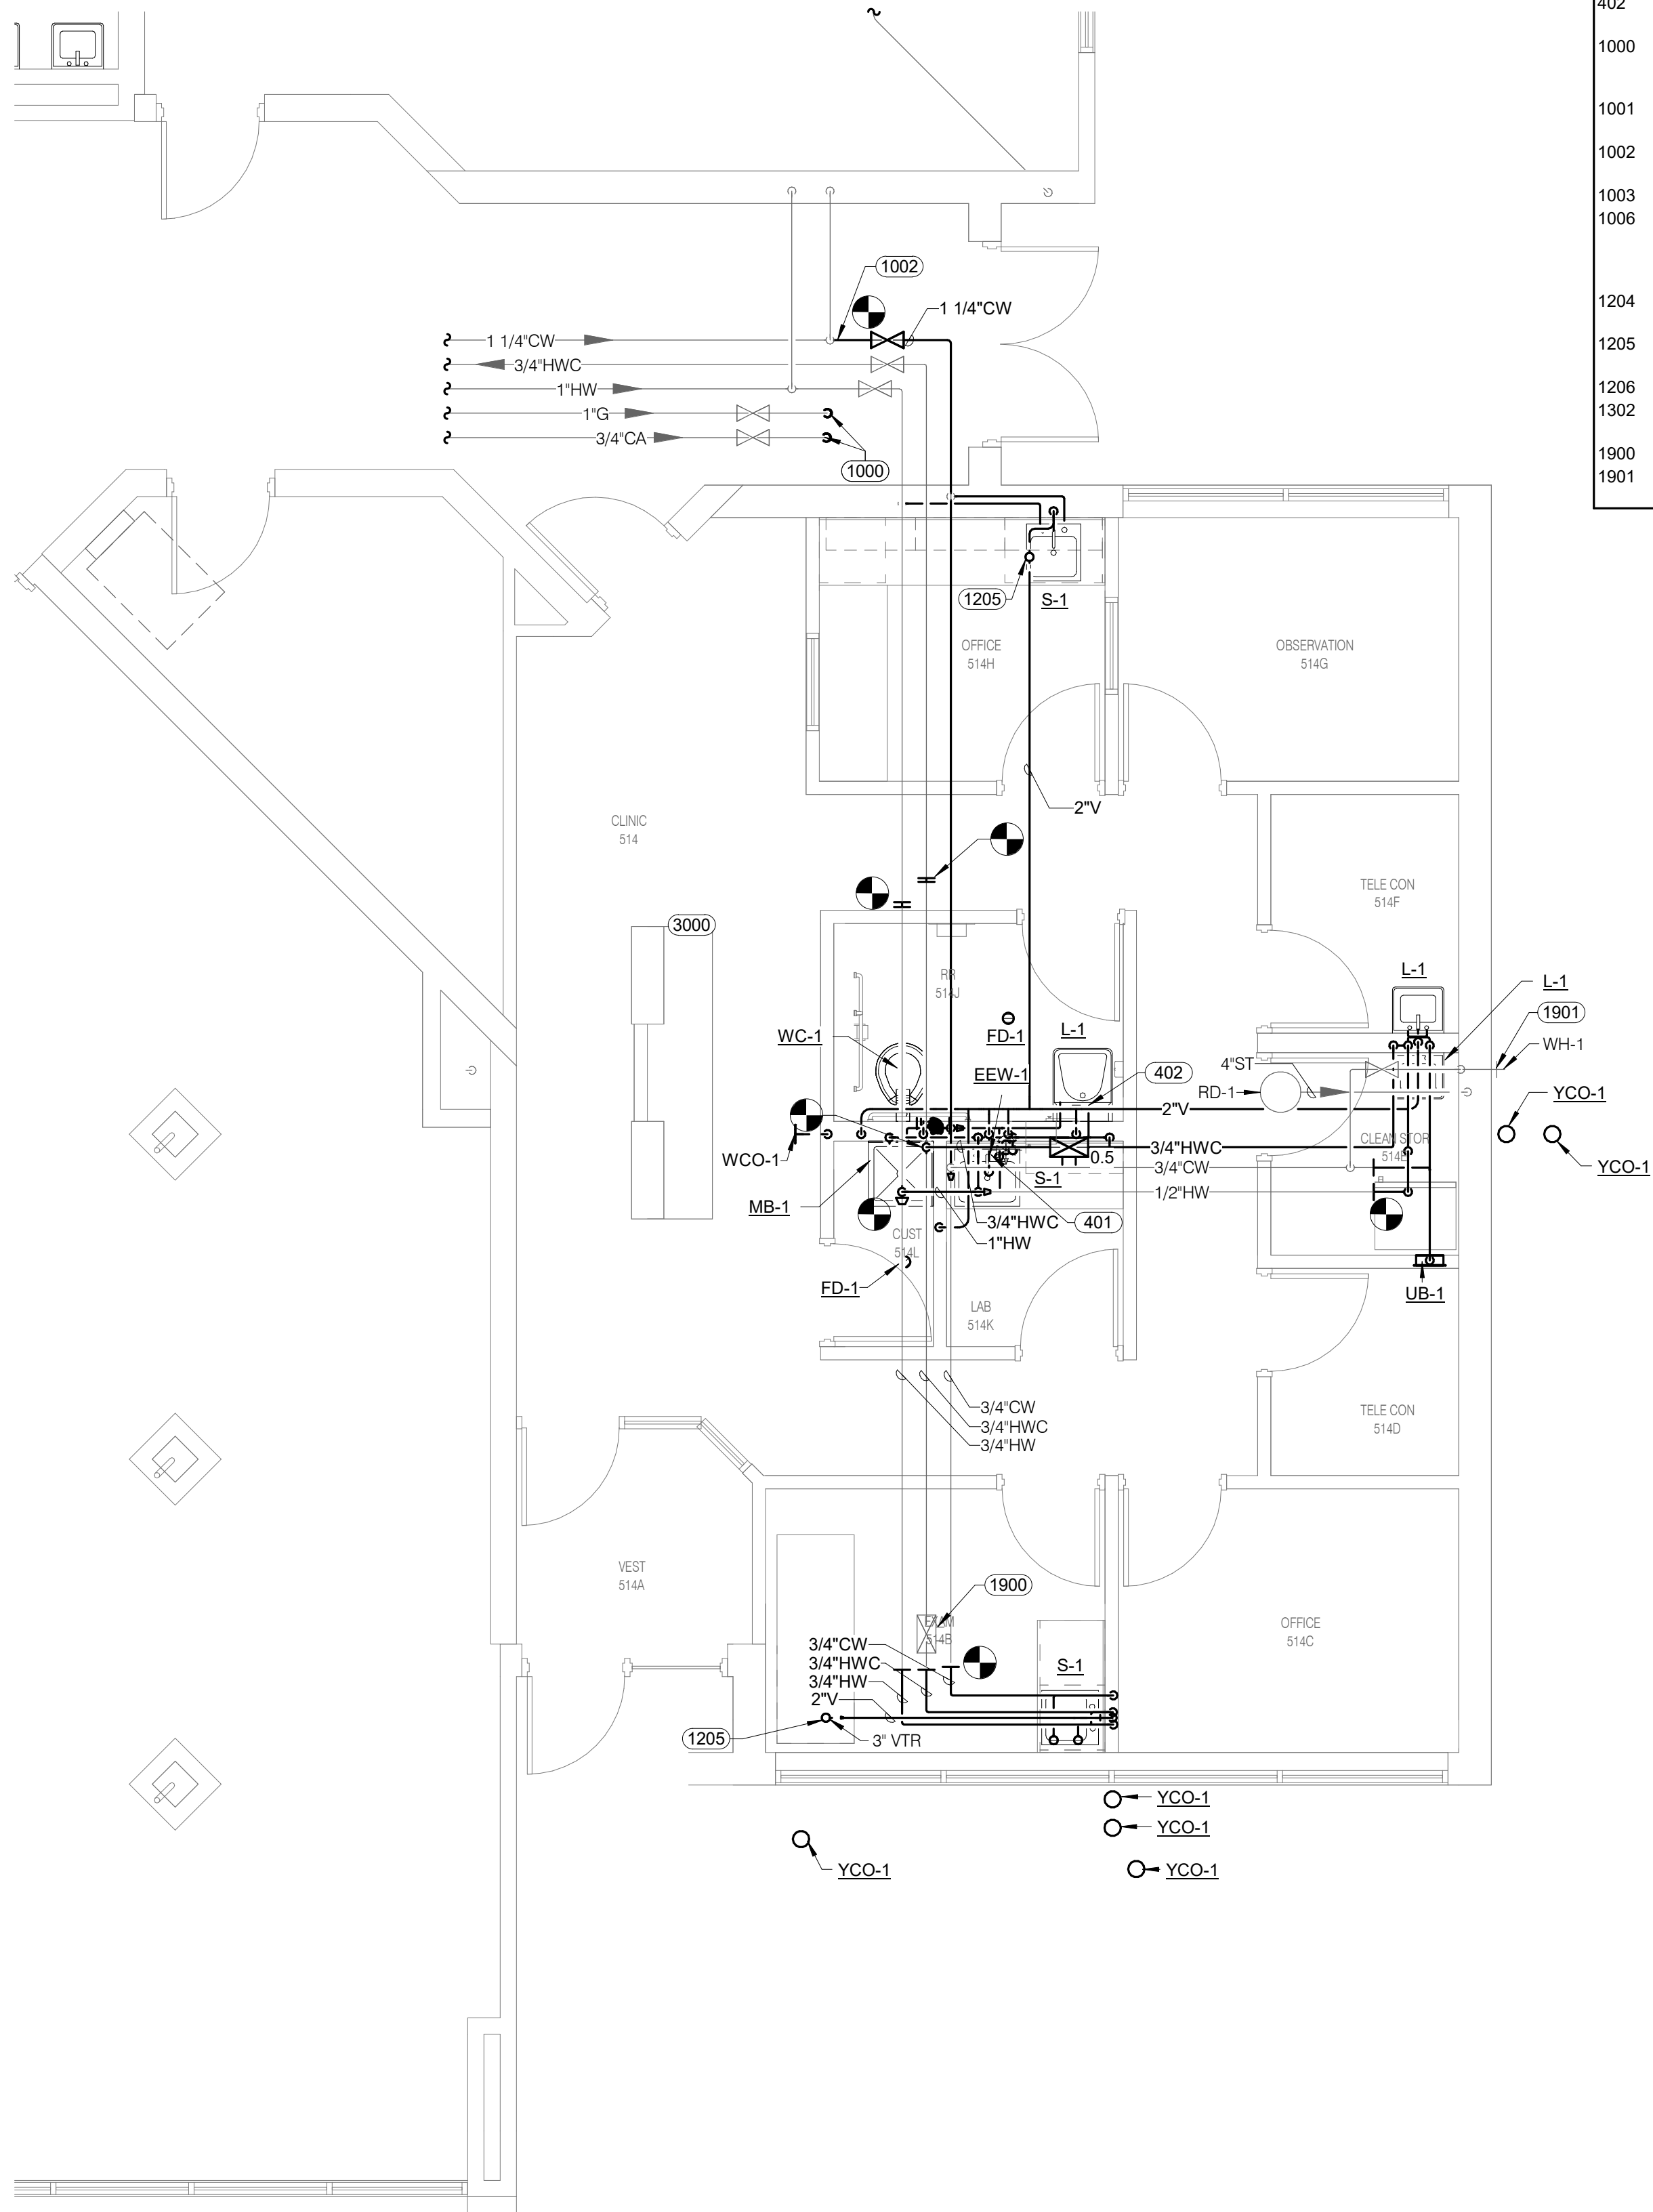 402
1000
1001
1002
1003
1006
1204
1205
1206
1302
1900
1901
1002
1 1/4"CW
1 1/4"CW
3/4"HWC
1"HW
1"G
3/4"CA
1000
1205
S-1
OFFICE
514H
OBSERVATION
514G
2"V
CLINIC
514
TELE CON
514F
3000
RR
514J
L-1
L-1
1901
WH-1
WC-1
FD-1
L-1
EEW-1
402
4"ST
RD-1
YCO-1
2"V
WCO-1
0.5
3/4"HWC
CLEAN STOR
514E
YCO-1
3/4"CW
S-1
1/2"HW
MB-1
3/4"HWC
401
1"HW
CUST
514L
FD-1
UB-1
LAB
514K
3/4"CW
3/4"HWC
3/4"HW
TELE CON
514D
VEST
514A
1900
EXAM
514B
OFFICE
514C
3/4"CW
3/4"HWC
3/4"HW
2"V
S-1
1205
3" VTR
YCO-1
YCO-1
YCO-1
YCO-1